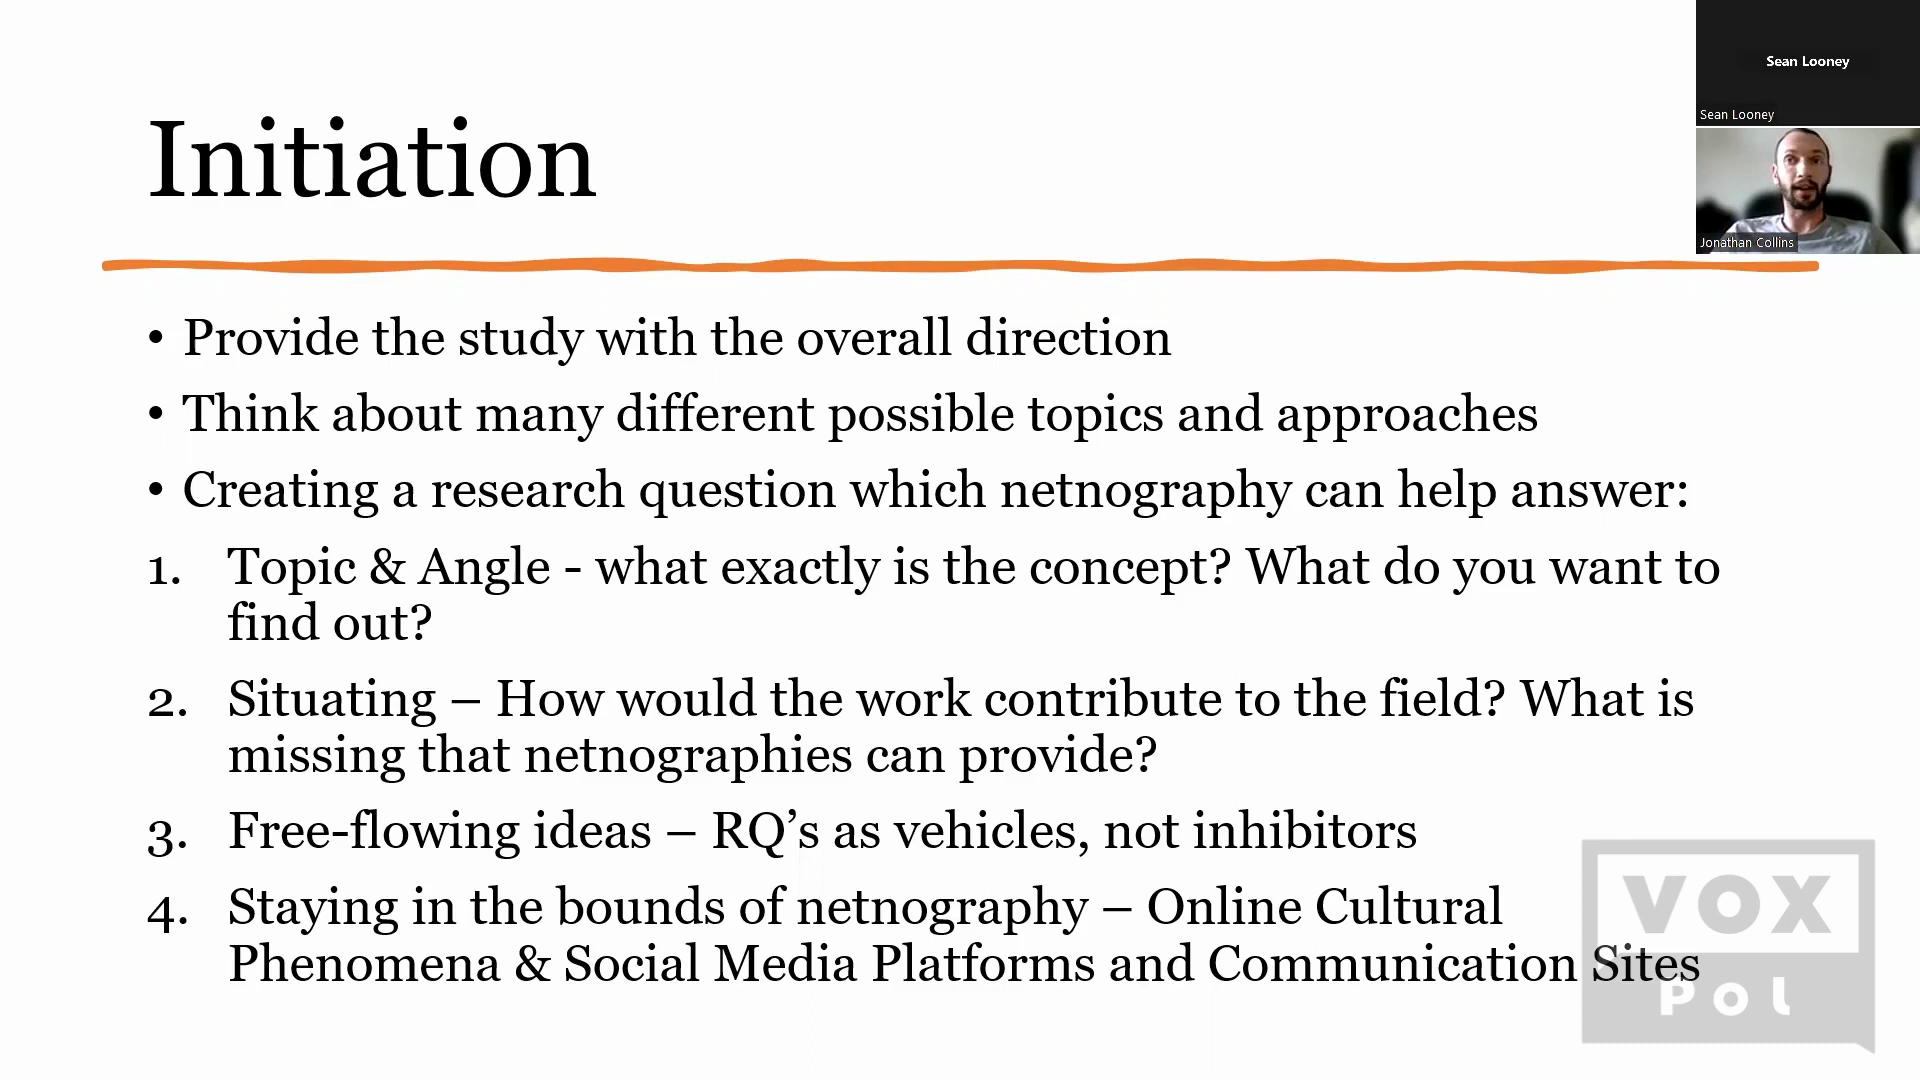 Initiation
Sean Looney
Sean Looney
Jonathan Collins
• Provide the study with the overall direction
• Think about many different possible topics and approaches
• Creating a research question which netnography can help answer:
1. Topic & Angle - what exactly is the concept? What do you want to
find out?
2. Situating – How would the work contribute to the field? What is
missing that netnographies can provide?
3. Free-flowing ideas – RQ’s as vehicles, not inhibitors
4. Staying in the bounds of netnography – Online Cultural
Phenomena & Social Media Platforms and Communication Sites
VOX
Pol